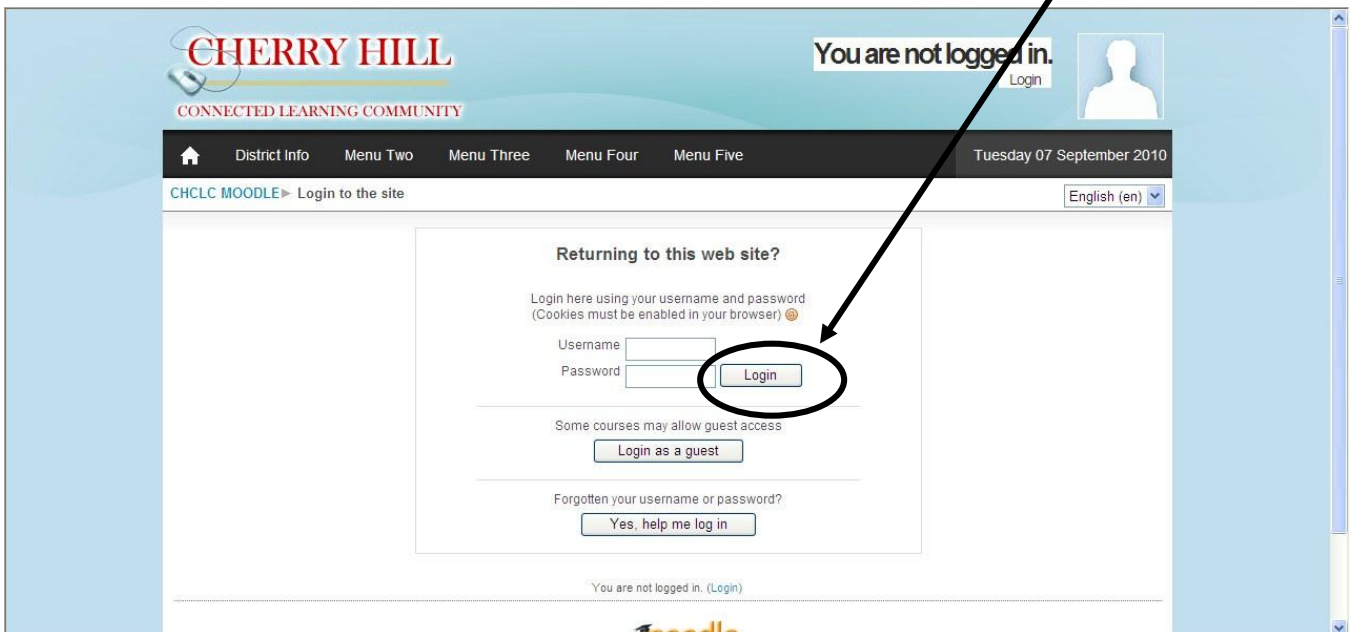 CHERRY HILL
CONNECTED LEARNING COMMUNITY
You are not logged in.
Login
District Info Menu Two Menu Three Menu Four Menu Five Tuesday 07 September 2010
CHCLC MOODLE► Login to the site English (en)
Returning to this web site?
Login here using your username and password
(Cookies must be enabled in your browser)
Username
Password Login
Some courses may allow guest access
Login as a guest
Forgotten your username or password?
Yes, help me log in
You are not logged in. (Login)